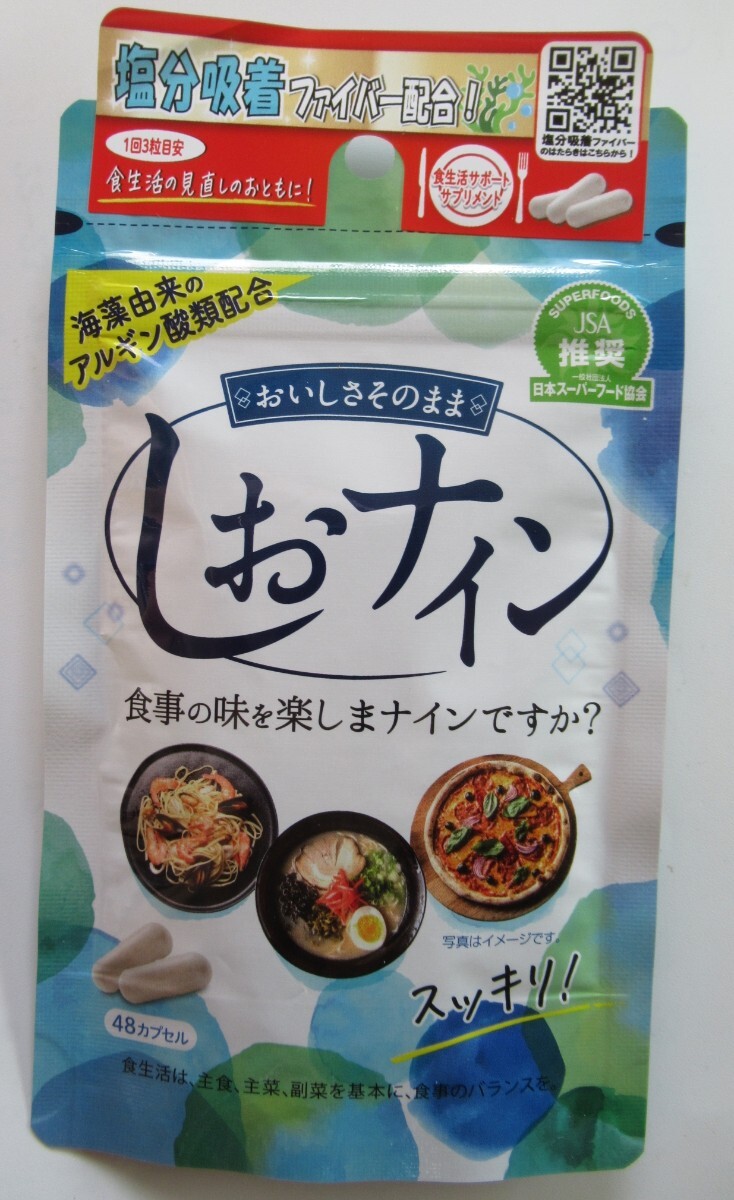 塩分吸着ファイバー配合!
塩分吸着ファイバー
のはたらきはこちらから!
1回3粒目安
食生活の見直しのおともに!
食生活サポート
サプリメント
海藻由来の
アルギン酸類配合
SUPERFOODS
JSA
推奨
一般社団法人
日本スーパーフード協会
おいしさそのまま
しおナイン
食事の味を楽しまナインですか?
写真はイメージです。
スッキリ!
48カプセル
食生活は、主食、主菜、副菜を基本に、食事のバランスを。